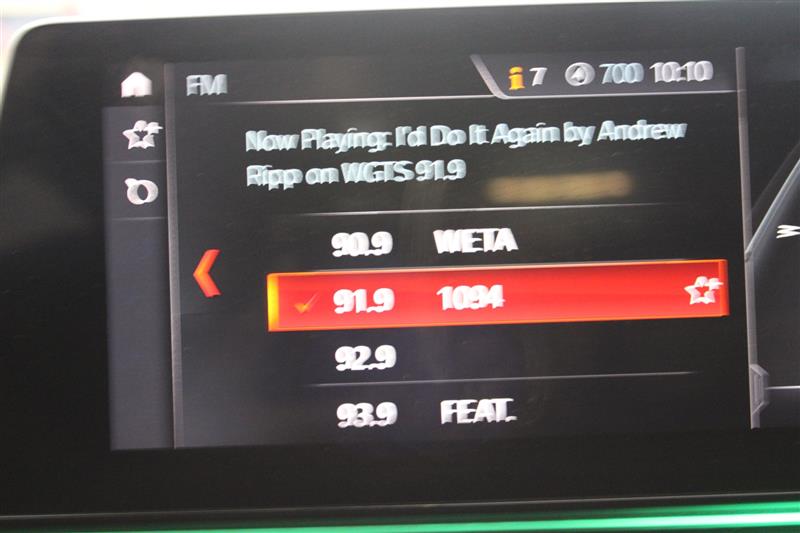 FM
7 700 10:10
Now Playing: I'd Do It Again by Andrew
Ripp on WGTS 91.9
90.9 WETA
91.9 1094
92.9
93.9 FEAT.